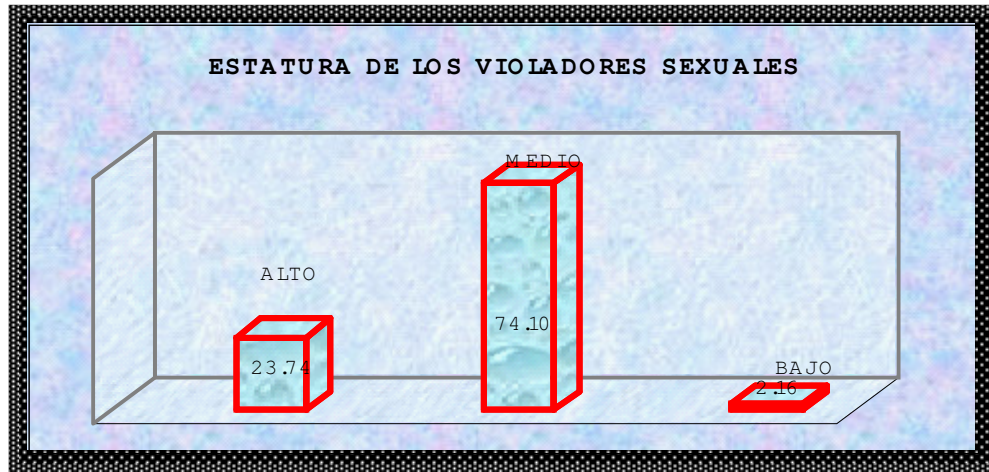 ESTATURA DE LOS VIOLADORES SEXUALES
MEDIO
ALTO
74.10
23.74
BAJO
2.16